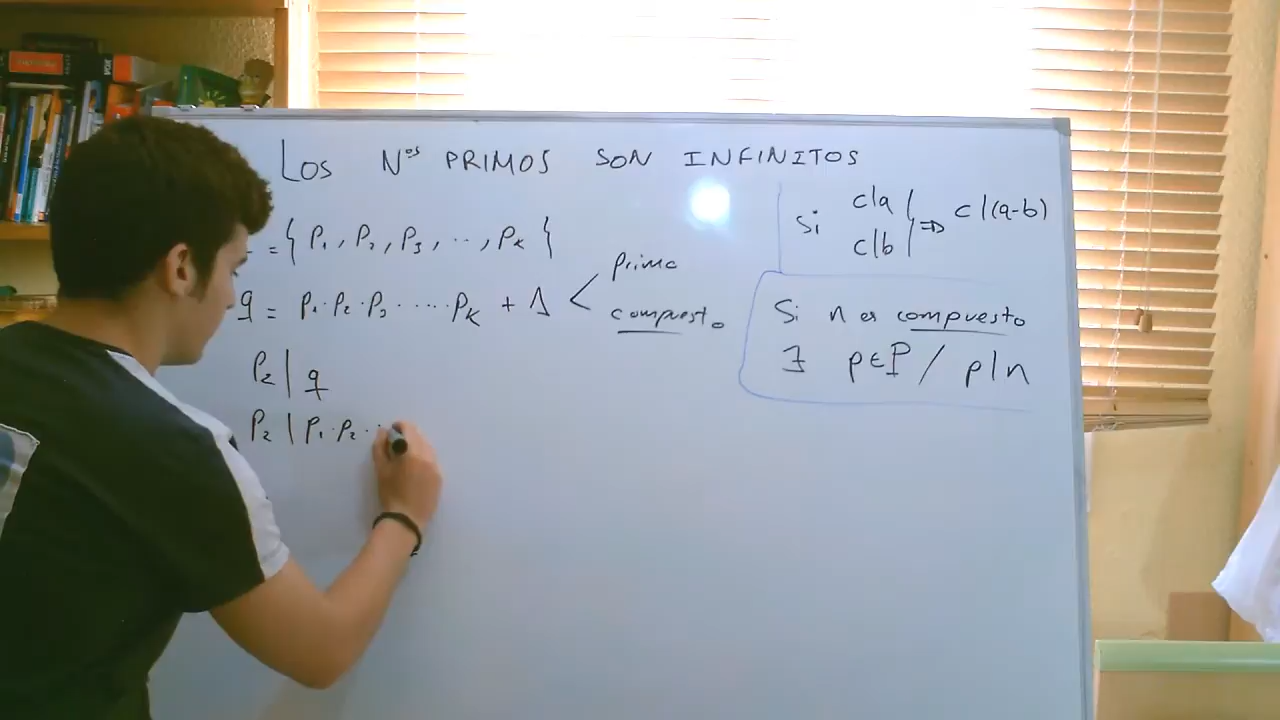 Los Nos PRIMOS SON INFINITOS
= { P1, P2, P3, ..., PK }
q = P1 · P2 · P3 · .... PK + 1 < primo
compuesto
P2 | q
P2 | P1 · P2 ...
Si c|a
c|b } => c|(a-b)
Si n es compuesto
∃ p∈P / p|n